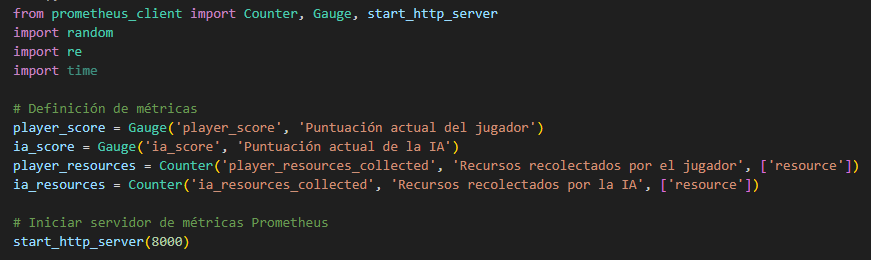 from prometheus_client import Counter, Gauge, start_http_server
import random
import re
import time
# Definición de métricas
player_score = Gauge('player_score', 'Puntuación actual del jugador')
ia_score = Gauge('ia_score', 'Puntuación actual de la IA')
player_resources = Counter('player_resources_collected', 'Recursos recolectados por el jugador', ['resource'])
ia_resources = Counter('ia_resources_collected', 'Recursos recolectados por la IA', ['resource'])
# Iniciar servidor de métricas Prometheus
start_http_server(8000)